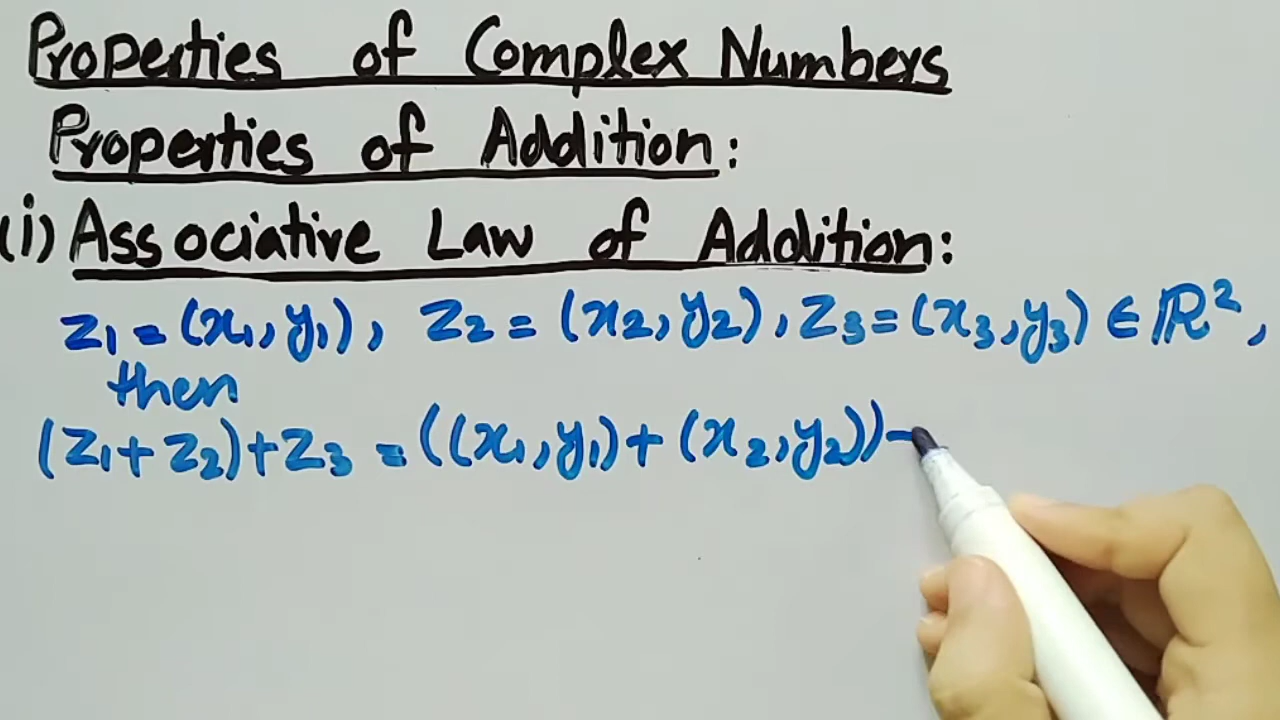 Properties of Complex Numbers
Properties of Addition:
(i) Associative Law of Addition:
z₁ = (x₁, y₁), z₂ = (x₂, y₂), z₃ = (x₃, y₃) ∈ ℝ²,
then
(z₁ + z₂) + z₃ = ((x₁, y₁) + (x₂, y₂)) -